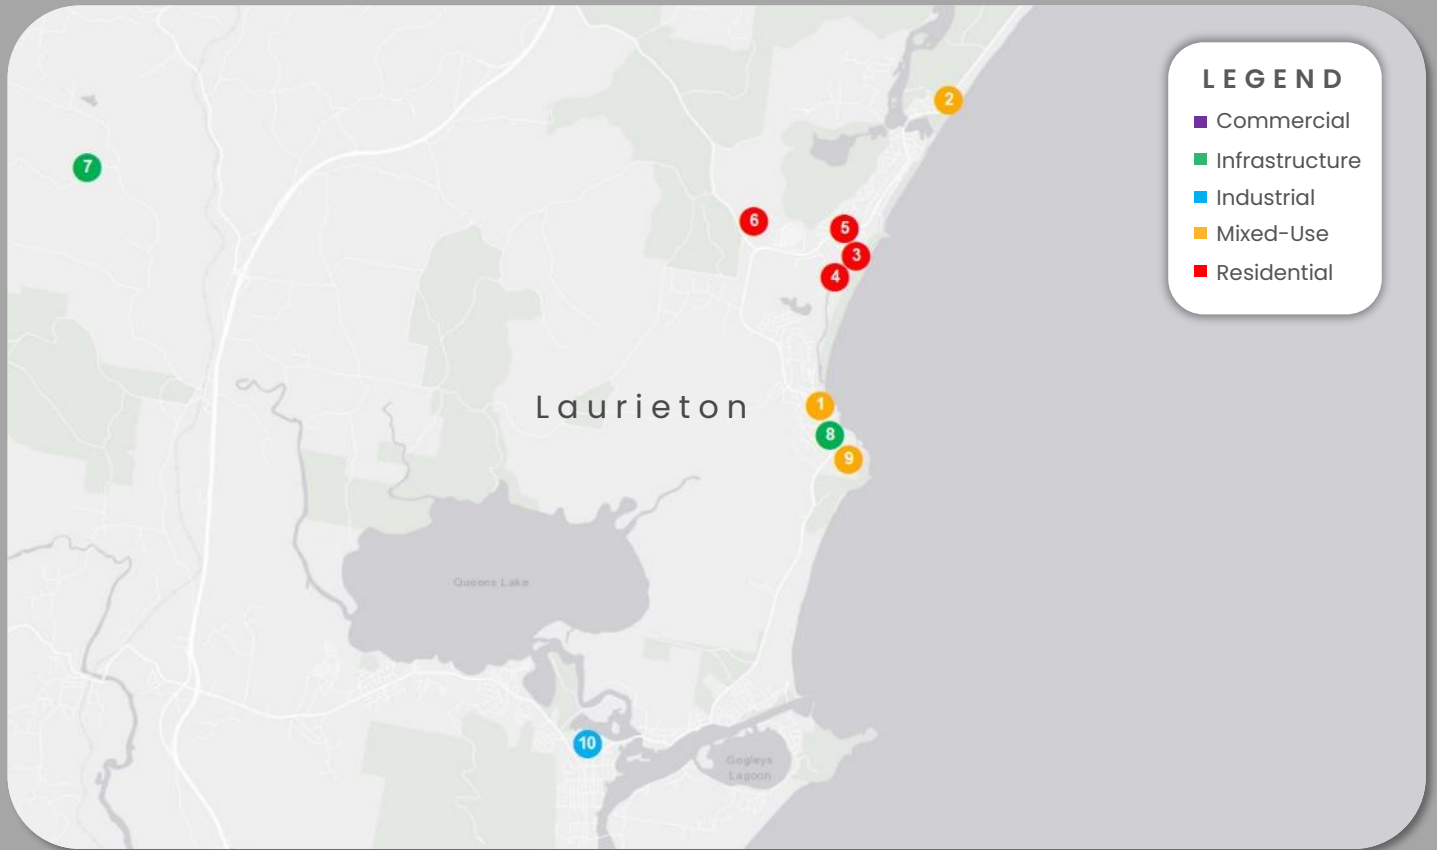 LEGEND
Commercial
Infrastructure
Industrial
Mixed-Use
Residential
2
7
6
5
3
4
Laurieton
1
8
9
Queens Lake
10
Gogleys
Lagoon